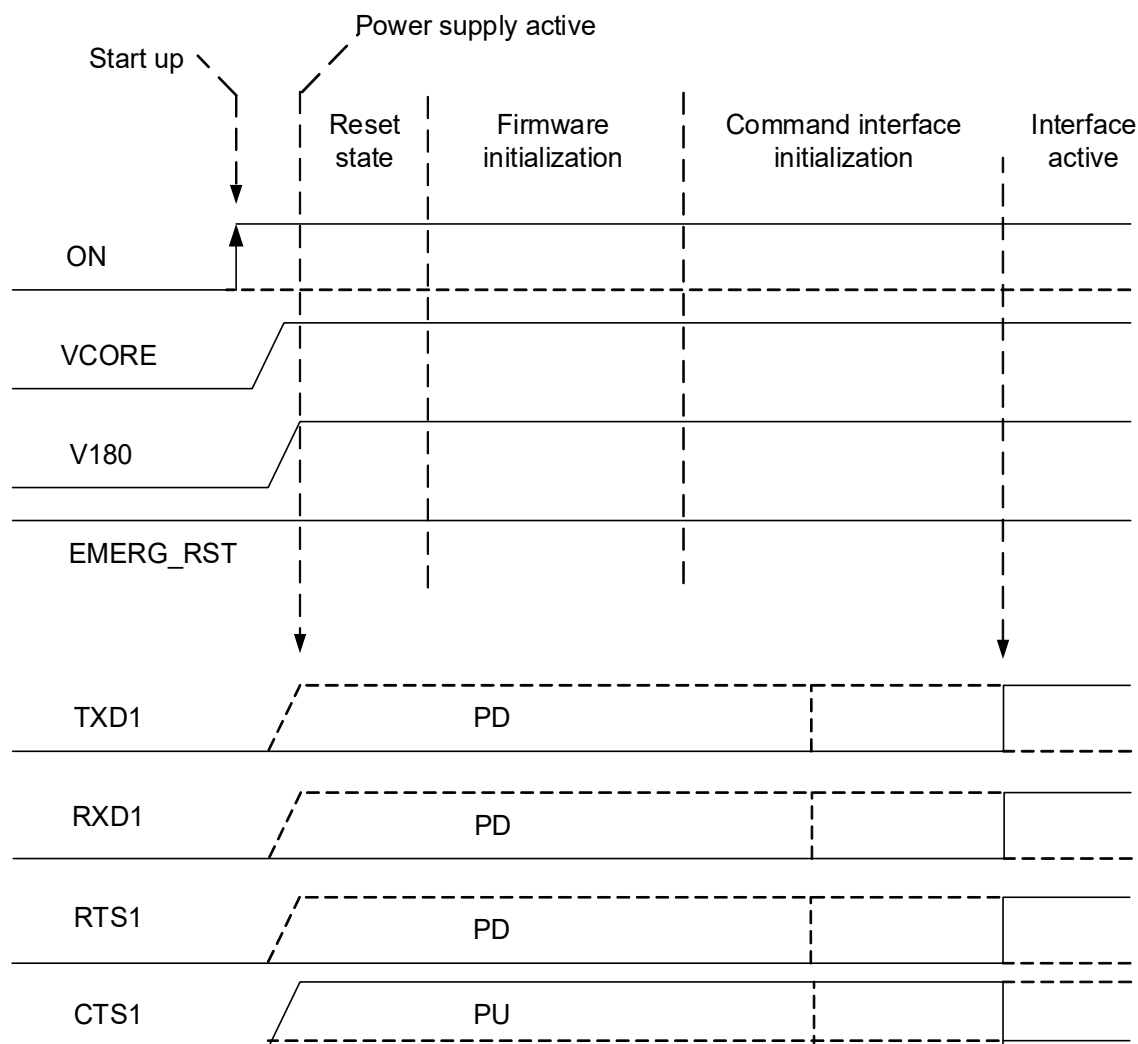 Power supply active
Start up
Reset
state
Firmware
initialization
Command interface
initialization
Interface
active
ON
VCORE
V180
EMERG_RST
TXD1
PD
RXD1
PD
RTS1
PD
CTS1
PU